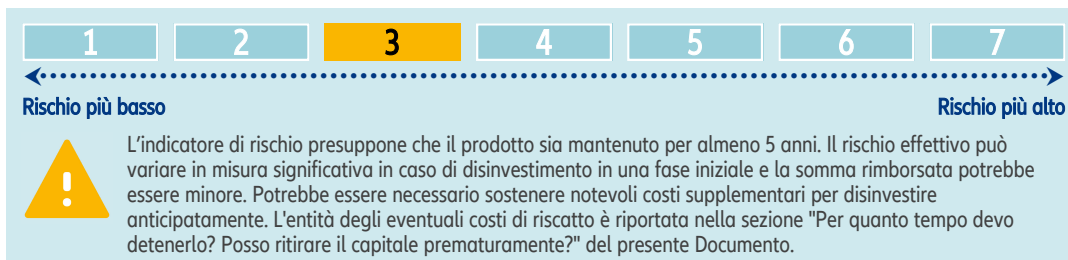 1 2 3 4 5 6 7
Rischio più basso Rischio più alto
L’indicatore di rischio presuppone che il prodotto sia mantenuto per almeno 5 anni. Il rischio effettivo può
variare in misura significativa in caso di disinvestimento in una fase iniziale e la somma rimborsata potrebbe
essere minore. Potrebbe essere necessario sostenere notevoli costi supplementari per disinvestire
anticipatamente. L'entità degli eventuali costi di riscatto è riportata nella sezione "Per quanto tempo devo
detenerlo? Posso ritirare il capitale prematuramente?" del presente Documento.